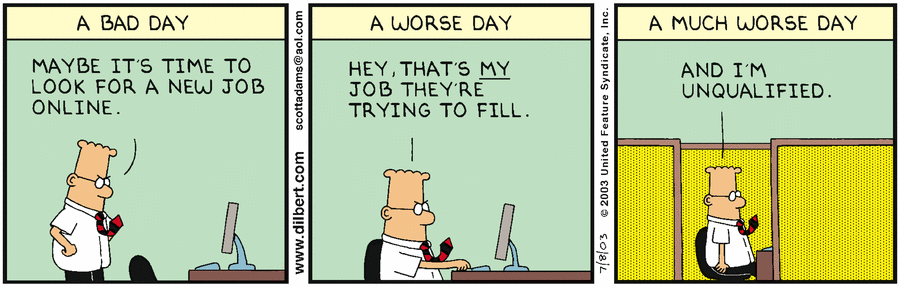 A BAD DAY
MAYBE IT'S TIME TO
LOOK FOR A NEW JOB
ONLINE.
www.dilbert.com scottadams@aol.com
A WORSE DAY
HEY, THAT'S MY
JOB THEY'RE
TRYING TO FILL.
7/8/03 © 2003 United Feature Syndicate, Inc.
A MUCH WORSE DAY
AND I'M
UNQUALIFIED.